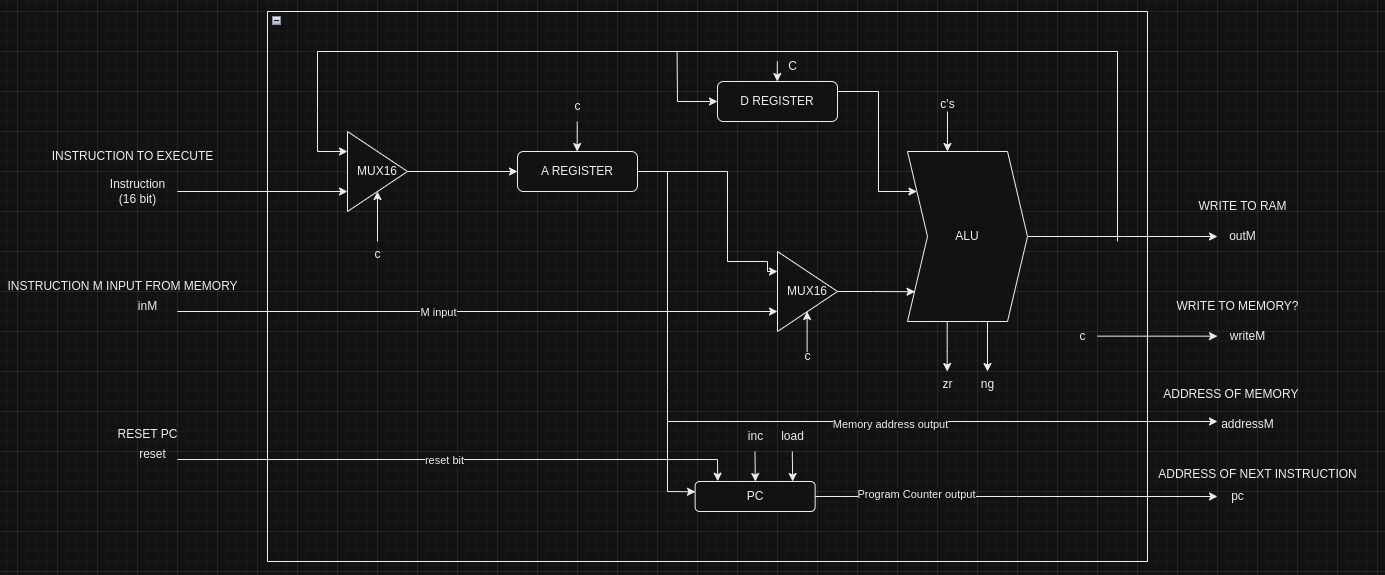 C
D REGISTER
c
c's
INSTRUCTION TO EXECUTE
Instruction
(16 bit)
MUX16
A REGISTER
c
ALU
WRITE TO RAM
outM
INSTRUCTION M INPUT FROM MEMORY
inM
M input
MUX16
c
WRITE TO MEMORY?
c
writeM
zr
ng
ADDRESS OF MEMORY
Memory address output
addressM
RESET PC
reset
reset bit
inc
load
PC
Program Counter output
ADDRESS OF NEXT INSTRUCTION
pc